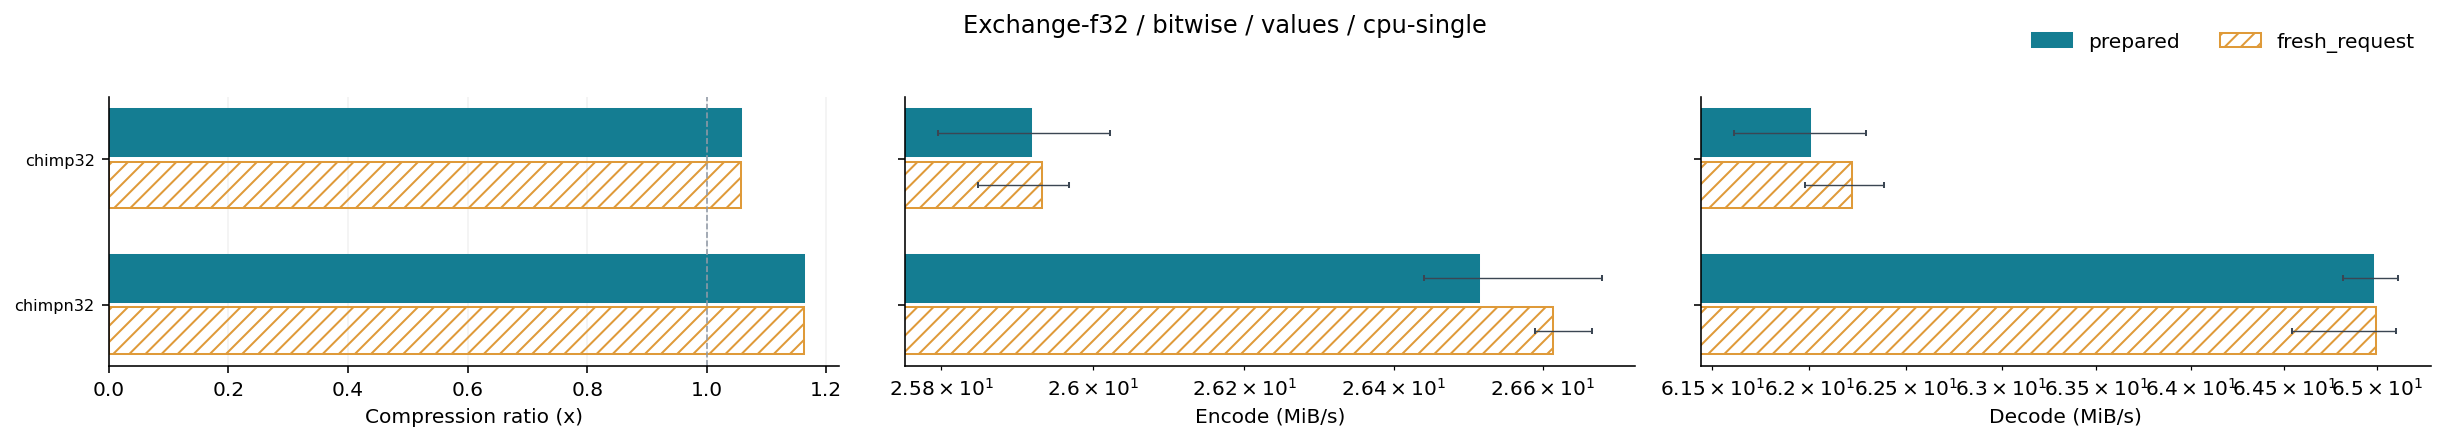 Exchange-f32 / bitwise / values / cpu-single
prepared
fresh_request
chimp32
chimpn32
0.0 0.2 0.4 0.6 0.8 1.0 1.2
Compression ratio (x)
2.58 × 10¹ 2.6 × 10¹ 2.62 × 10¹ 2.64 × 10¹ 2.66 × 10¹
Encode (MiB/s)
6.15 × 10¹ 6.2 × 10¹ 6.25 × 10¹ 6.3 × 10¹ 6.35 × 10¹ 6.4 × 10¹ 6.45 × 10¹ 6.5 × 10¹
Decode (MiB/s)